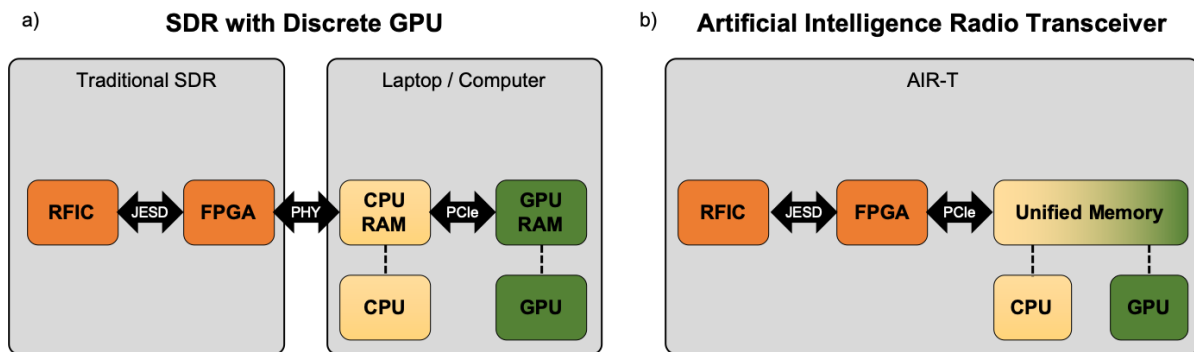 a)
SDR with Discrete GPU
Traditional SDR
Laptop / Computer
RFIC
JESD
FPGA
PHY
CPU
RAM
PCIe
GPU
RAM
CPU
GPU
b)
Artificial Intelligence Radio Transceiver
AIR-T
RFIC
JESD
FPGA
PCIe
Unified Memory
CPU
GPU